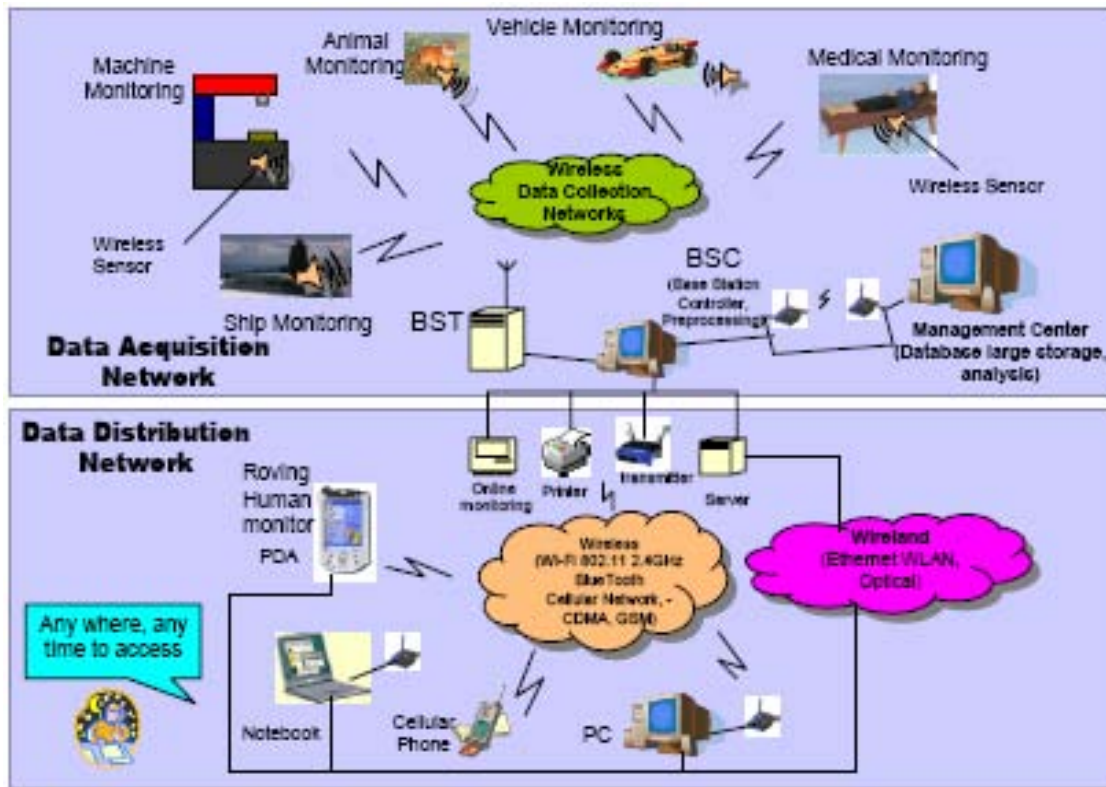 Machine
Monitoring
Animal
Monitoring
Vehicle Monitoring
Medical Monitoring
Wireless
Data Collection
Networks
Wireless Sensor
Wireless
Sensor
Ship Monitoring
BST
BSC
(Base Station
Controller,
Preprocessing)
Management Center
(Database large storage,
analysis)
Data Acquisition
Network
Data Distribution
Network
Roving
Human
monitor
PDA
Online
monitoring
Printer
transmitter
Server
Wireless
(Wi-Fi 802.11 2.4GHz
BlueTooth
Cellular Network, -
CDMA, GSM)
Wireland
(Ethernet WLAN,
Optical)
Any where, any
time to access
Notebook
Cellular
Phone
PC